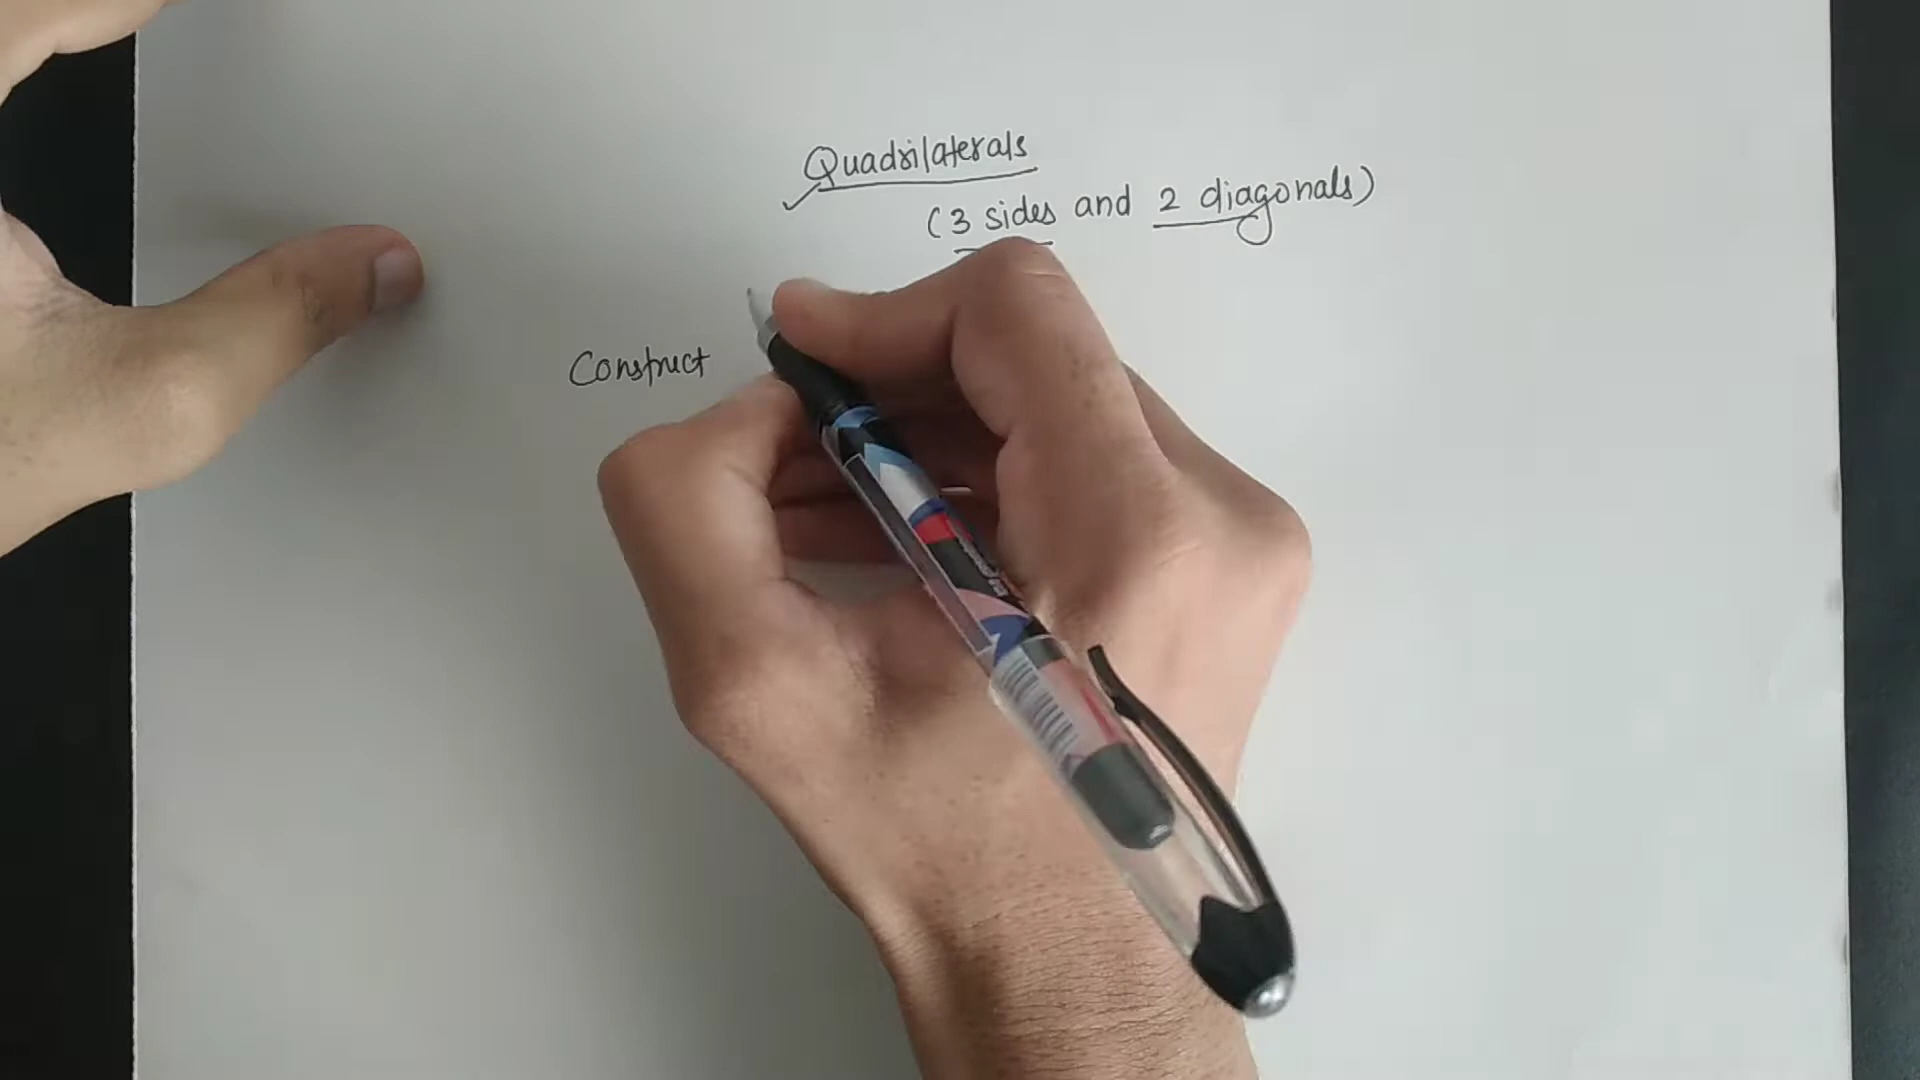 Quadrilaterals
(3 sides and 2 diagonals)
Construct